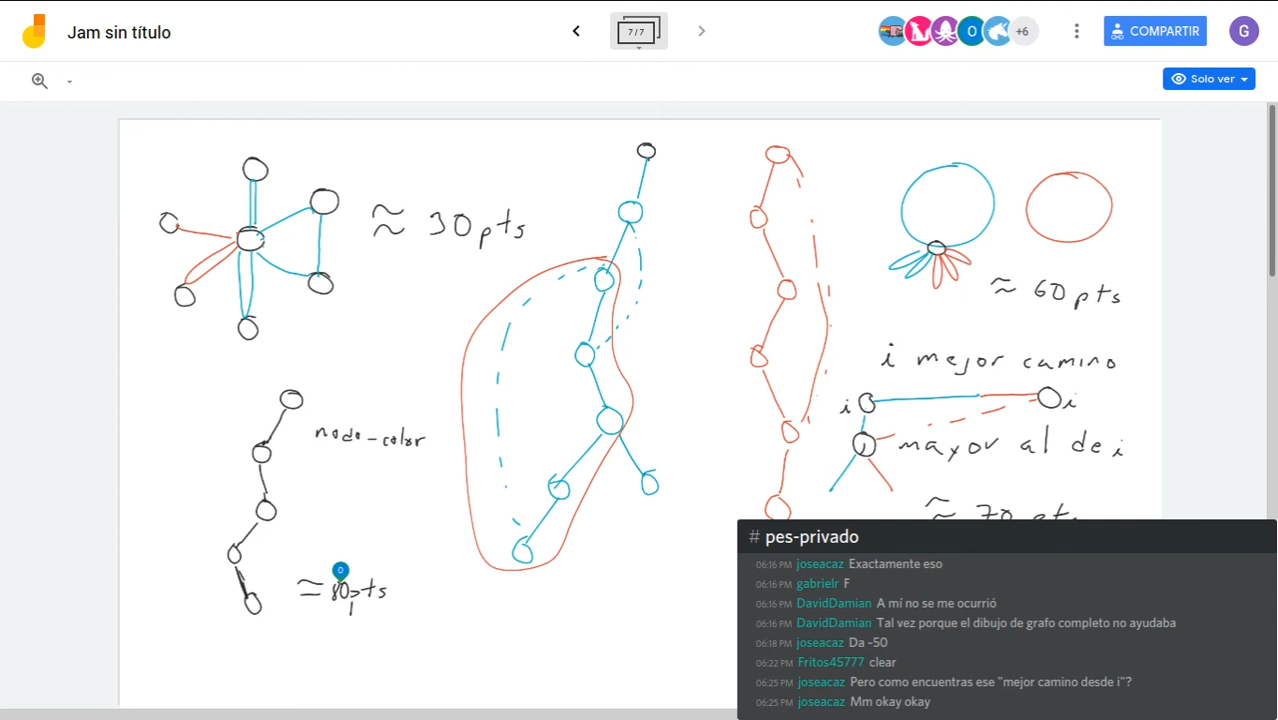 Jam sin título
7/7
+6
COMPARTIR
G
Solo ver
≈ 30pts
≈ 60pts
i mejor camino
i
i
nodo-color
mayor al de i
≈ 70 pts
≈ 80pts
O
O
# pes-privado
06:16 PM joseacaz Exactamente eso
06:16 PM gabrielr F
06:16 PM DavidDamian A mí no se me ocurrió
06:16 PM DavidDamian Tal vez porque el dibujo de grafo completo no ayudaba
06:18 PM joseacaz Da -50
06:22 PM Fritos45777 clear
06:25 PM joseacaz Pero como encuentras ese "mejor camino desde i"?
06:25 PM joseacaz Mm okay okay